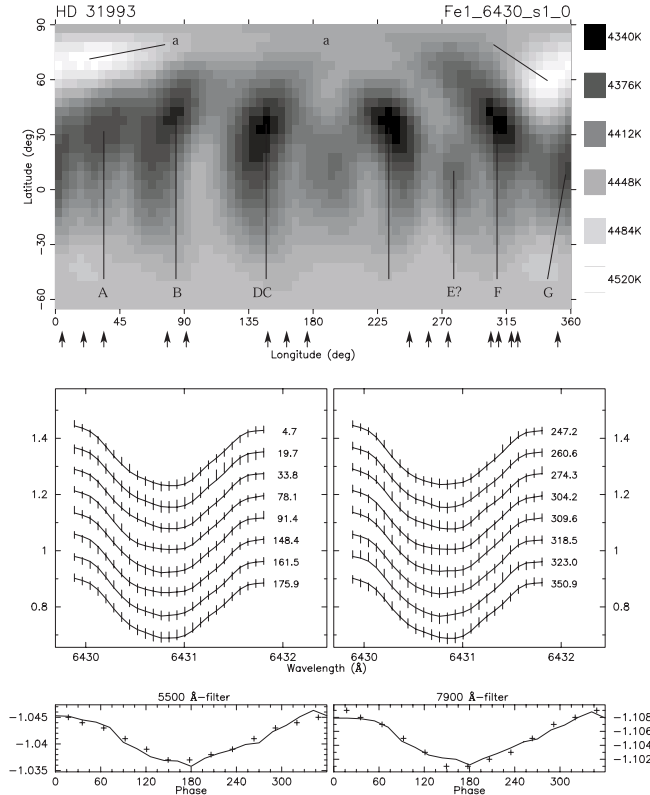 HD 31993 Fe1_6430_s1_0
90
60
30
0
−30
−60
Latitude (deg)
a a
A B DC E? F G
4340K
4376K
4412K
4448K
4484K
4520K
0 45 90 135 180 225 270 315 360
Longitude (deg)
1.4
1.2
1
0.8
4.7
19.7
33.8
78.1
91.4
148.4
161.5
175.9
247.2
260.6
274.3
304.2
309.6
318.5
323.0
350.9
1.4
1.2
1
0.8
6430 6431 6432 6430 6431 6432
Wavelength (Å)
5500 Å-filter 7900 Å-filter
−1.045
−1.04
−1.035
−1.108
−1.106
−1.104
−1.102
0 60 120 180 240 300 0 60 120 180 240 300
Phase Phase